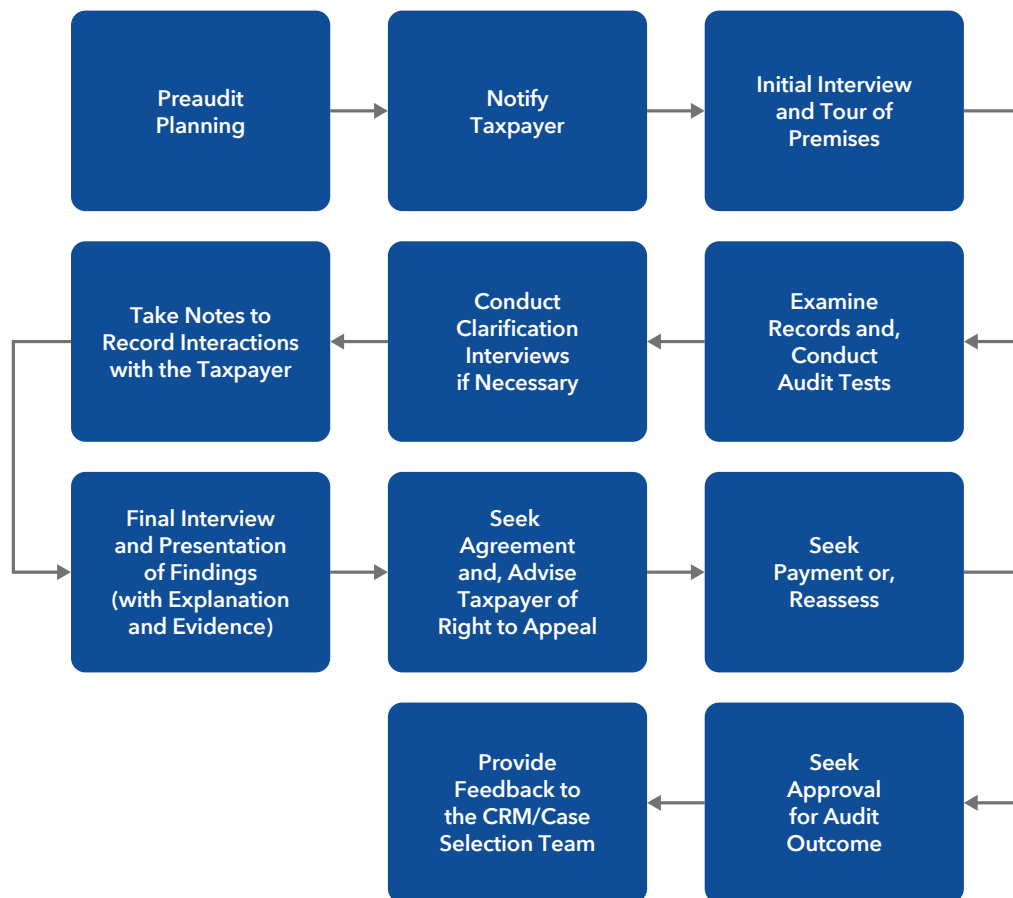 Preaudit
Planning
Notify
Taxpayer
Initial Interview
and Tour of
Premises
Examine
Records and,
Conduct
Audit Tests
Conduct
Clarification
Interviews
if Necessary
Take Notes to
Record Interactions
with the Taxpayer
Final Interview
and Presentation
of Findings
(with Explanation
and Evidence)
Seek
Agreement
and, Advise
Taxpayer of
Right to Appeal
Seek
Payment or,
Reassess
Seek
Approval
for Audit
Outcome
Provide
Feedback to
the CRM/Case
Selection Team